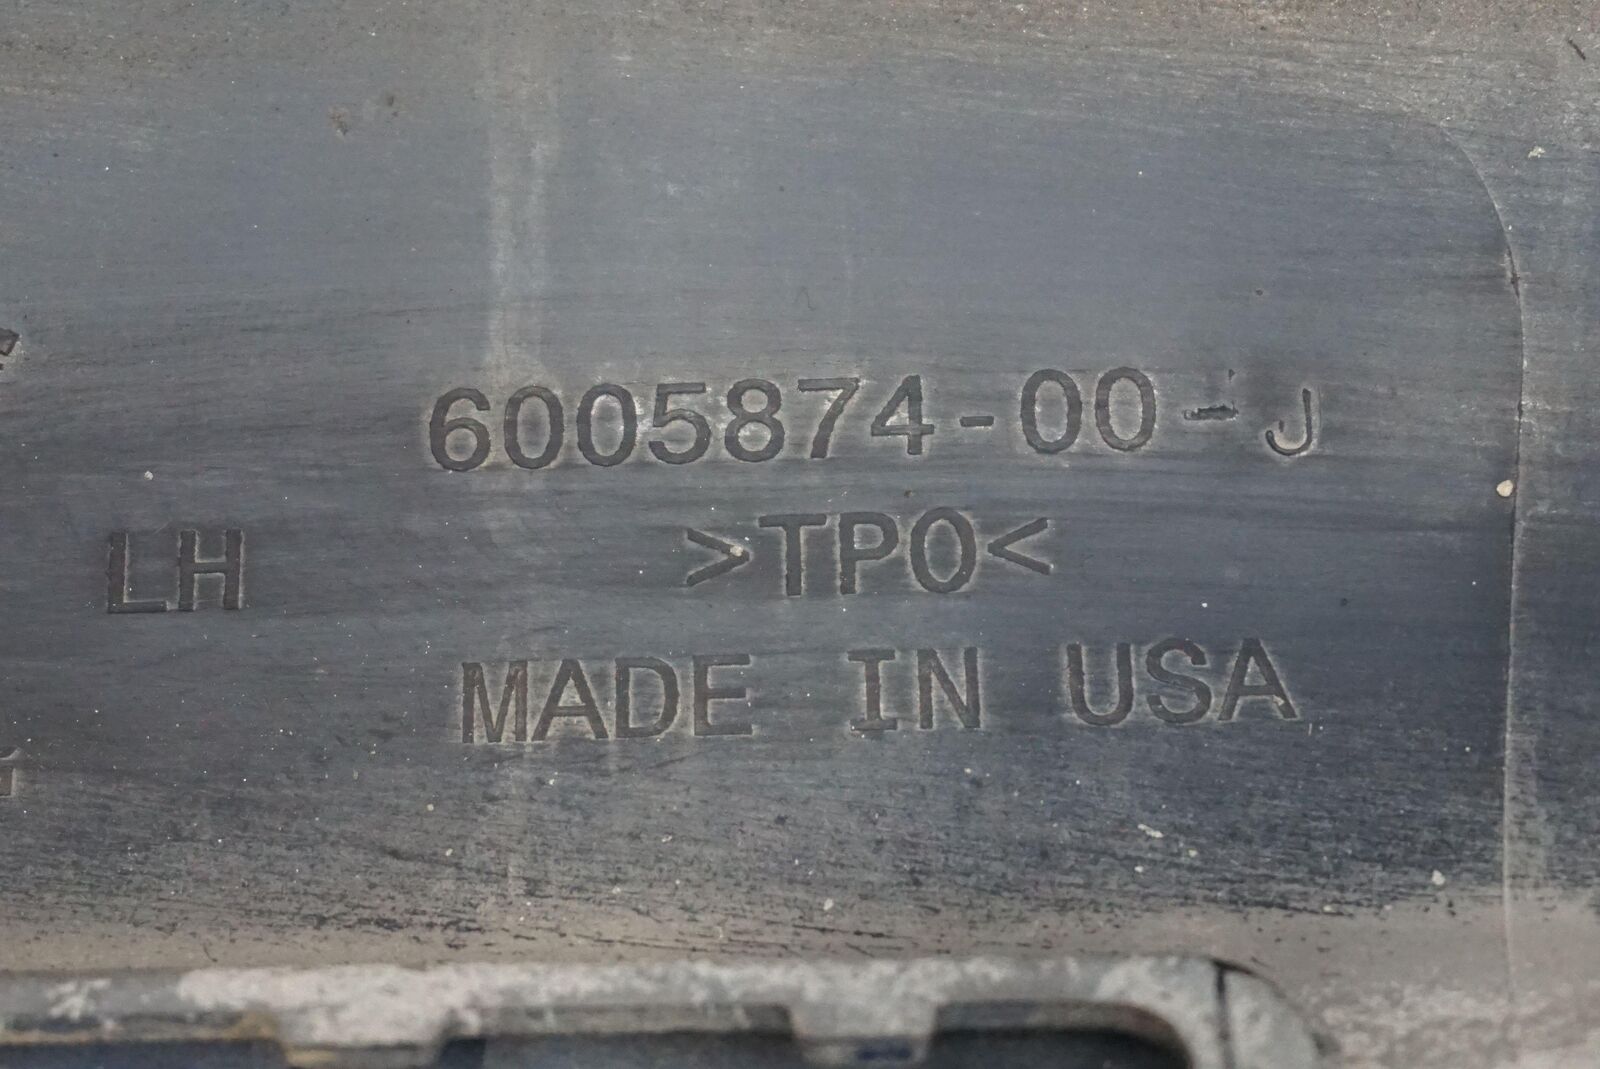 6005874-00-J
LH >TPO<
MADE IN USA